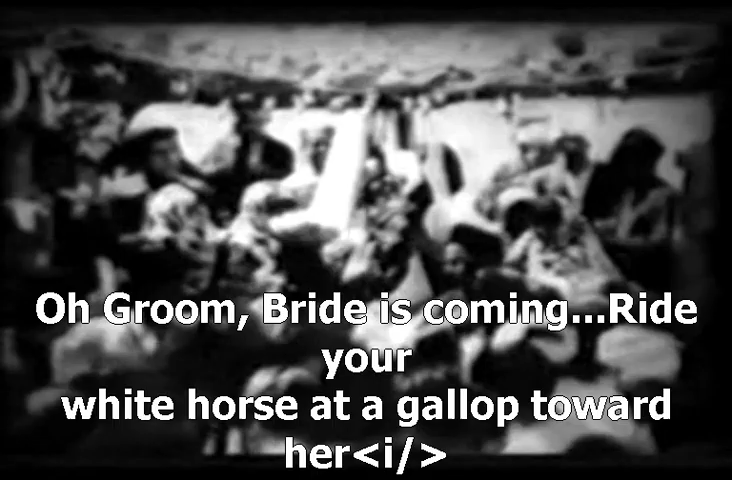 Oh Groom, Bride is coming...Ride
your
white horse at a gallop toward
her<i/>